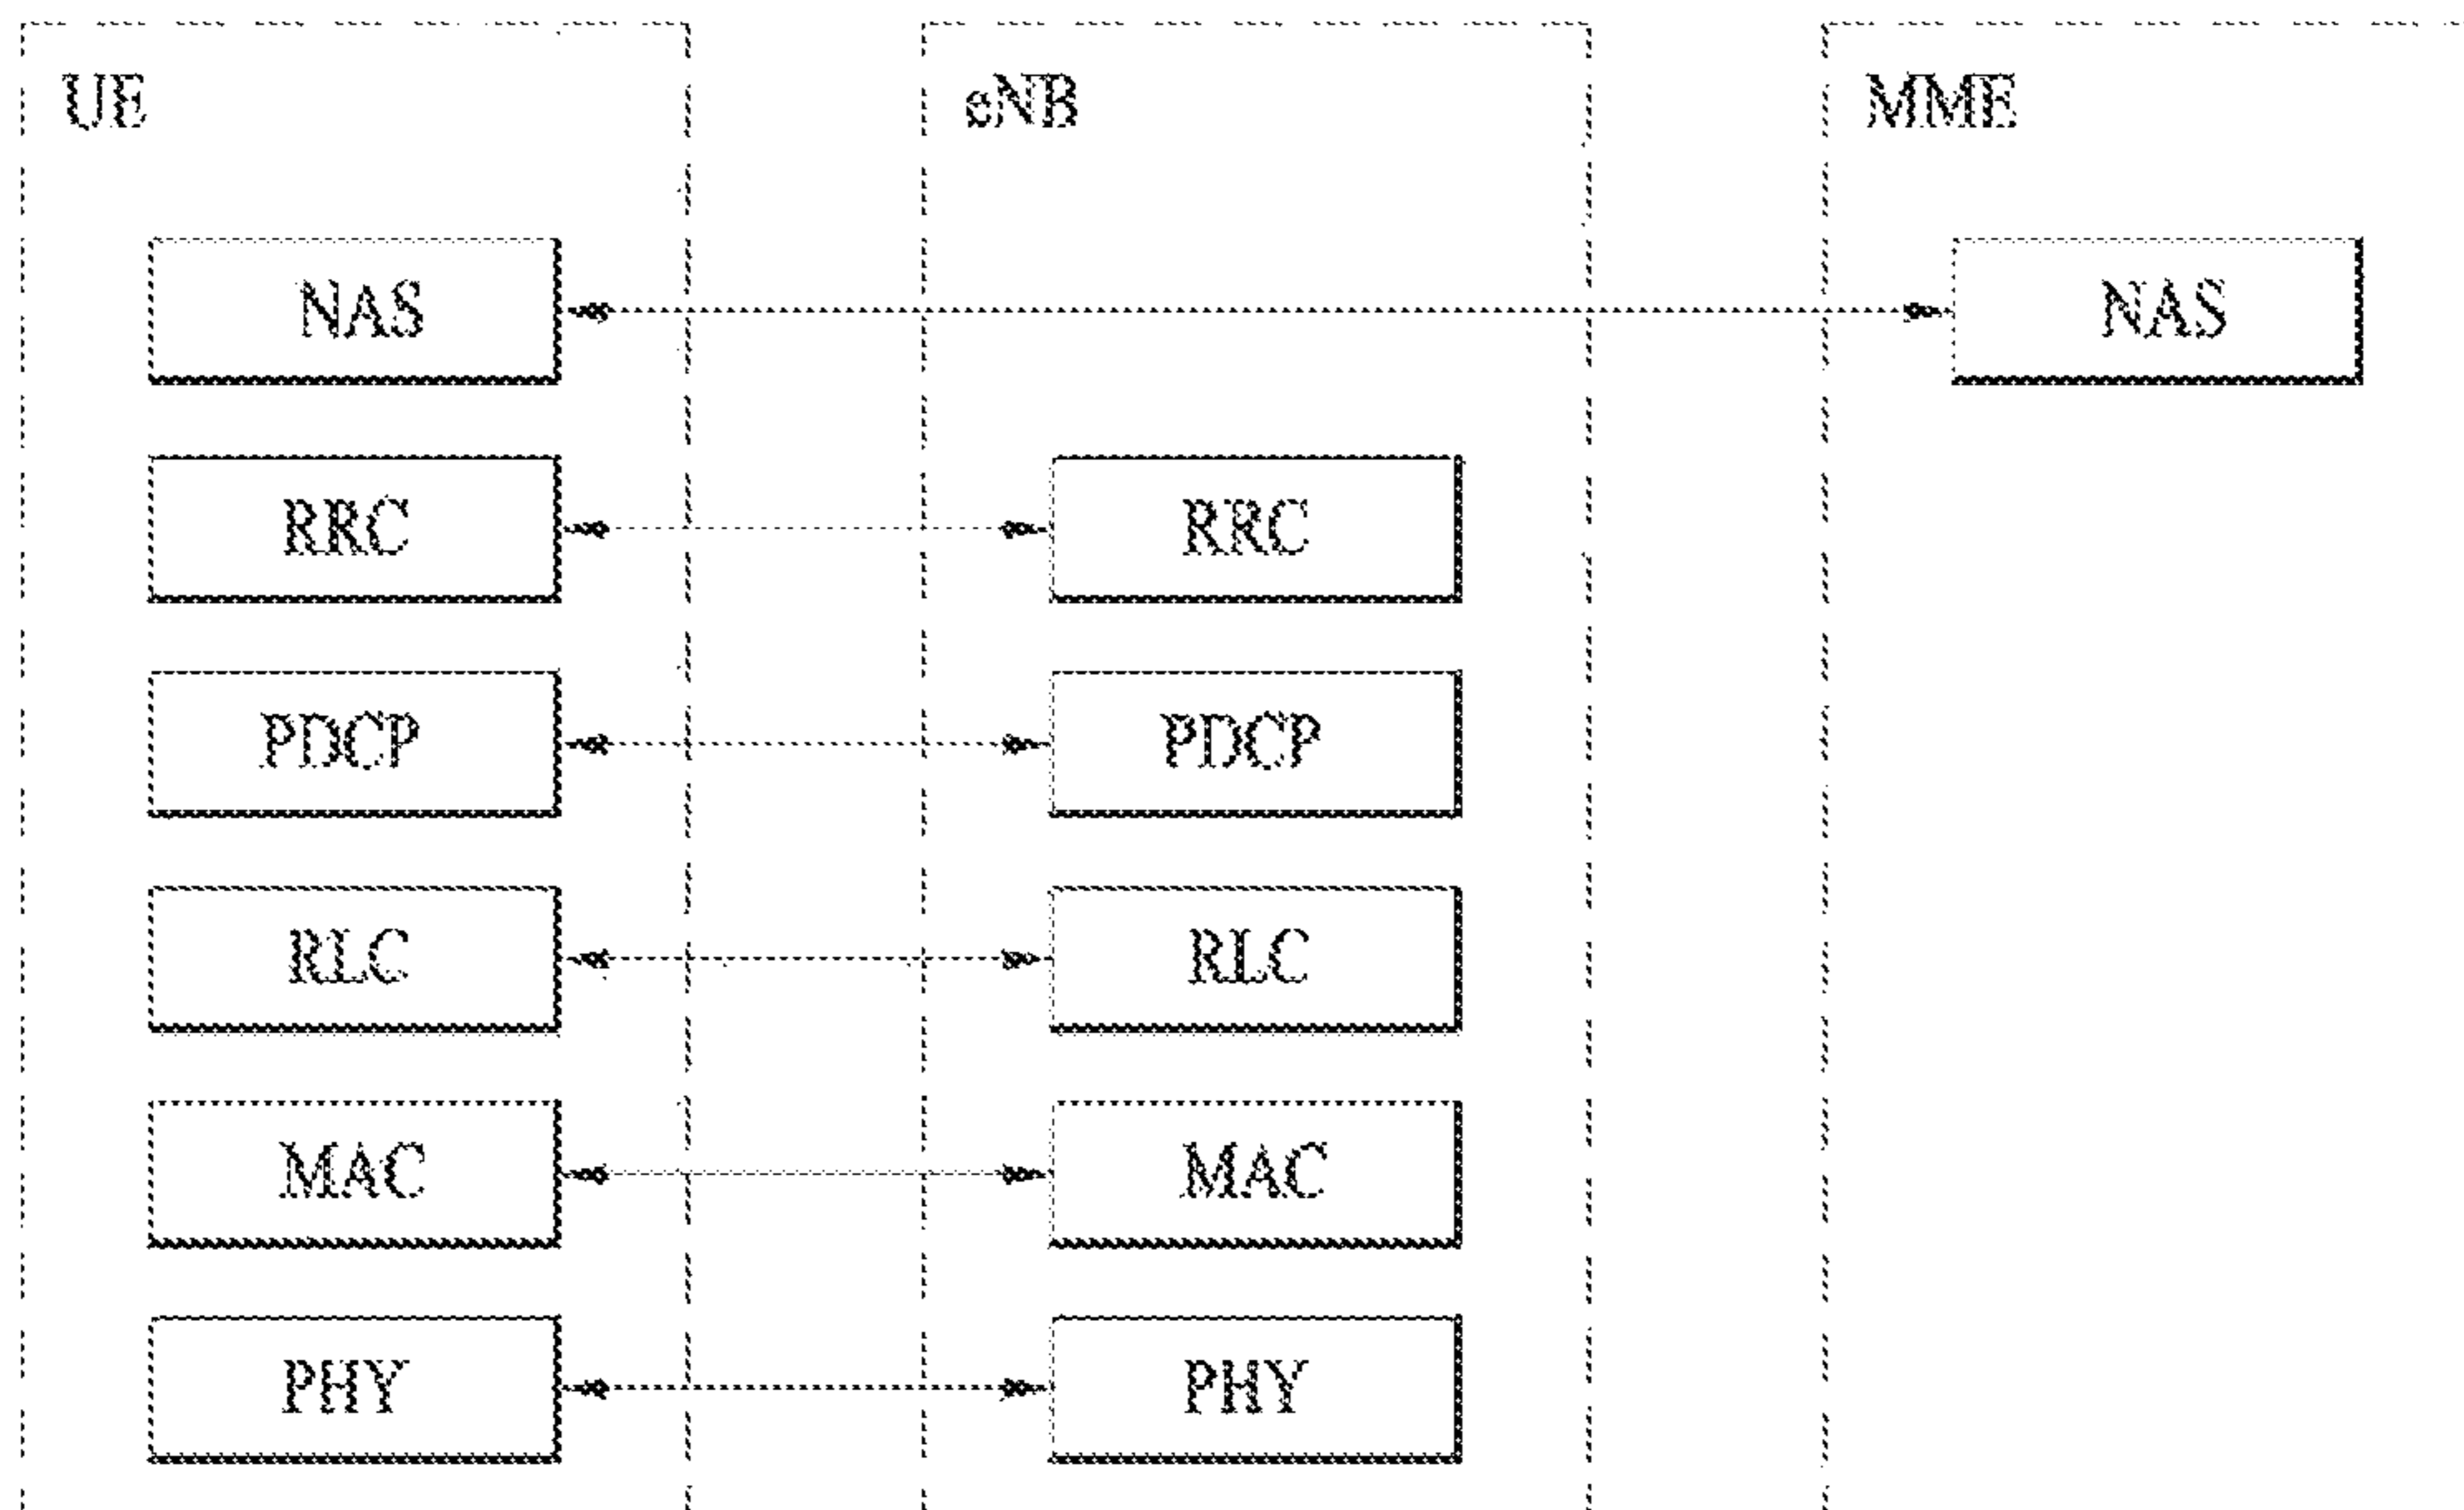 UE eNB MME
NAS NAS
RRC RRC
PDCP PDCP
RLC RLC
MAC MAC
PHY PHY